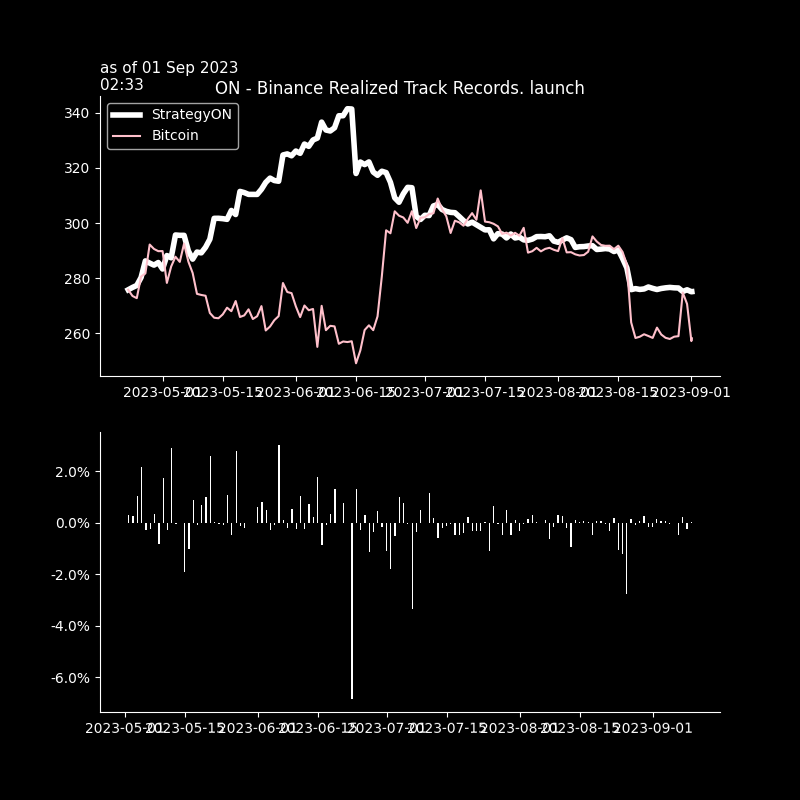 as of 01 Sep 2023
02:33
ON - Binance Realized Track Records. launch
StrategyON
Bitcoin
340
320
300
280
260
2023-05-01 2023-05-15 2023-06-01 2023-06-15 2023-07-01 2023-07-15 2023-08-01 2023-08-15 2023-09-01
2.0%
0.0%
-2.0%
-4.0%
-6.0%
2023-05-01 2023-05-15 2023-06-01 2023-06-15 2023-07-01 2023-07-15 2023-08-01 2023-08-15 2023-09-01